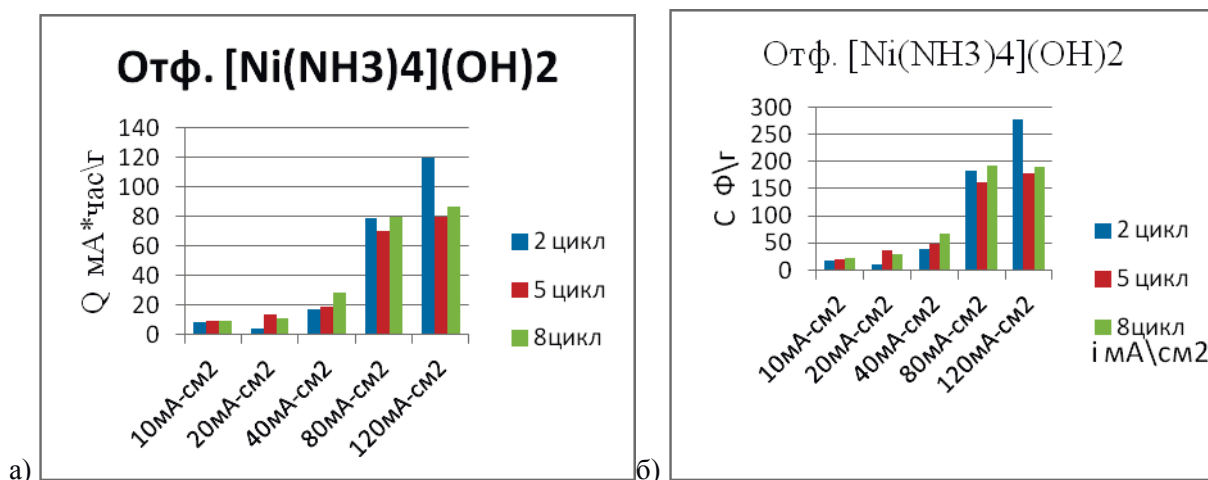 Отф. [Ni(NH3)4](OH)2
Q мА*час\г
140
120
100
80
60
40
20
0
10мА-см2
20мА-см2
40мА-см2
80мА-см2
120мА-см2
2 цикл
5 цикл
8цикл
а)
Отф. [Ni(NH3)4](OH)2
С Ф\г
300
250
200
150
100
50
0
10мА-см2
20мА-см2
40мА-см2
80мА-см2
120мА-см2
2 цикл
5 цикл
8цикл
i мА\см2
б)